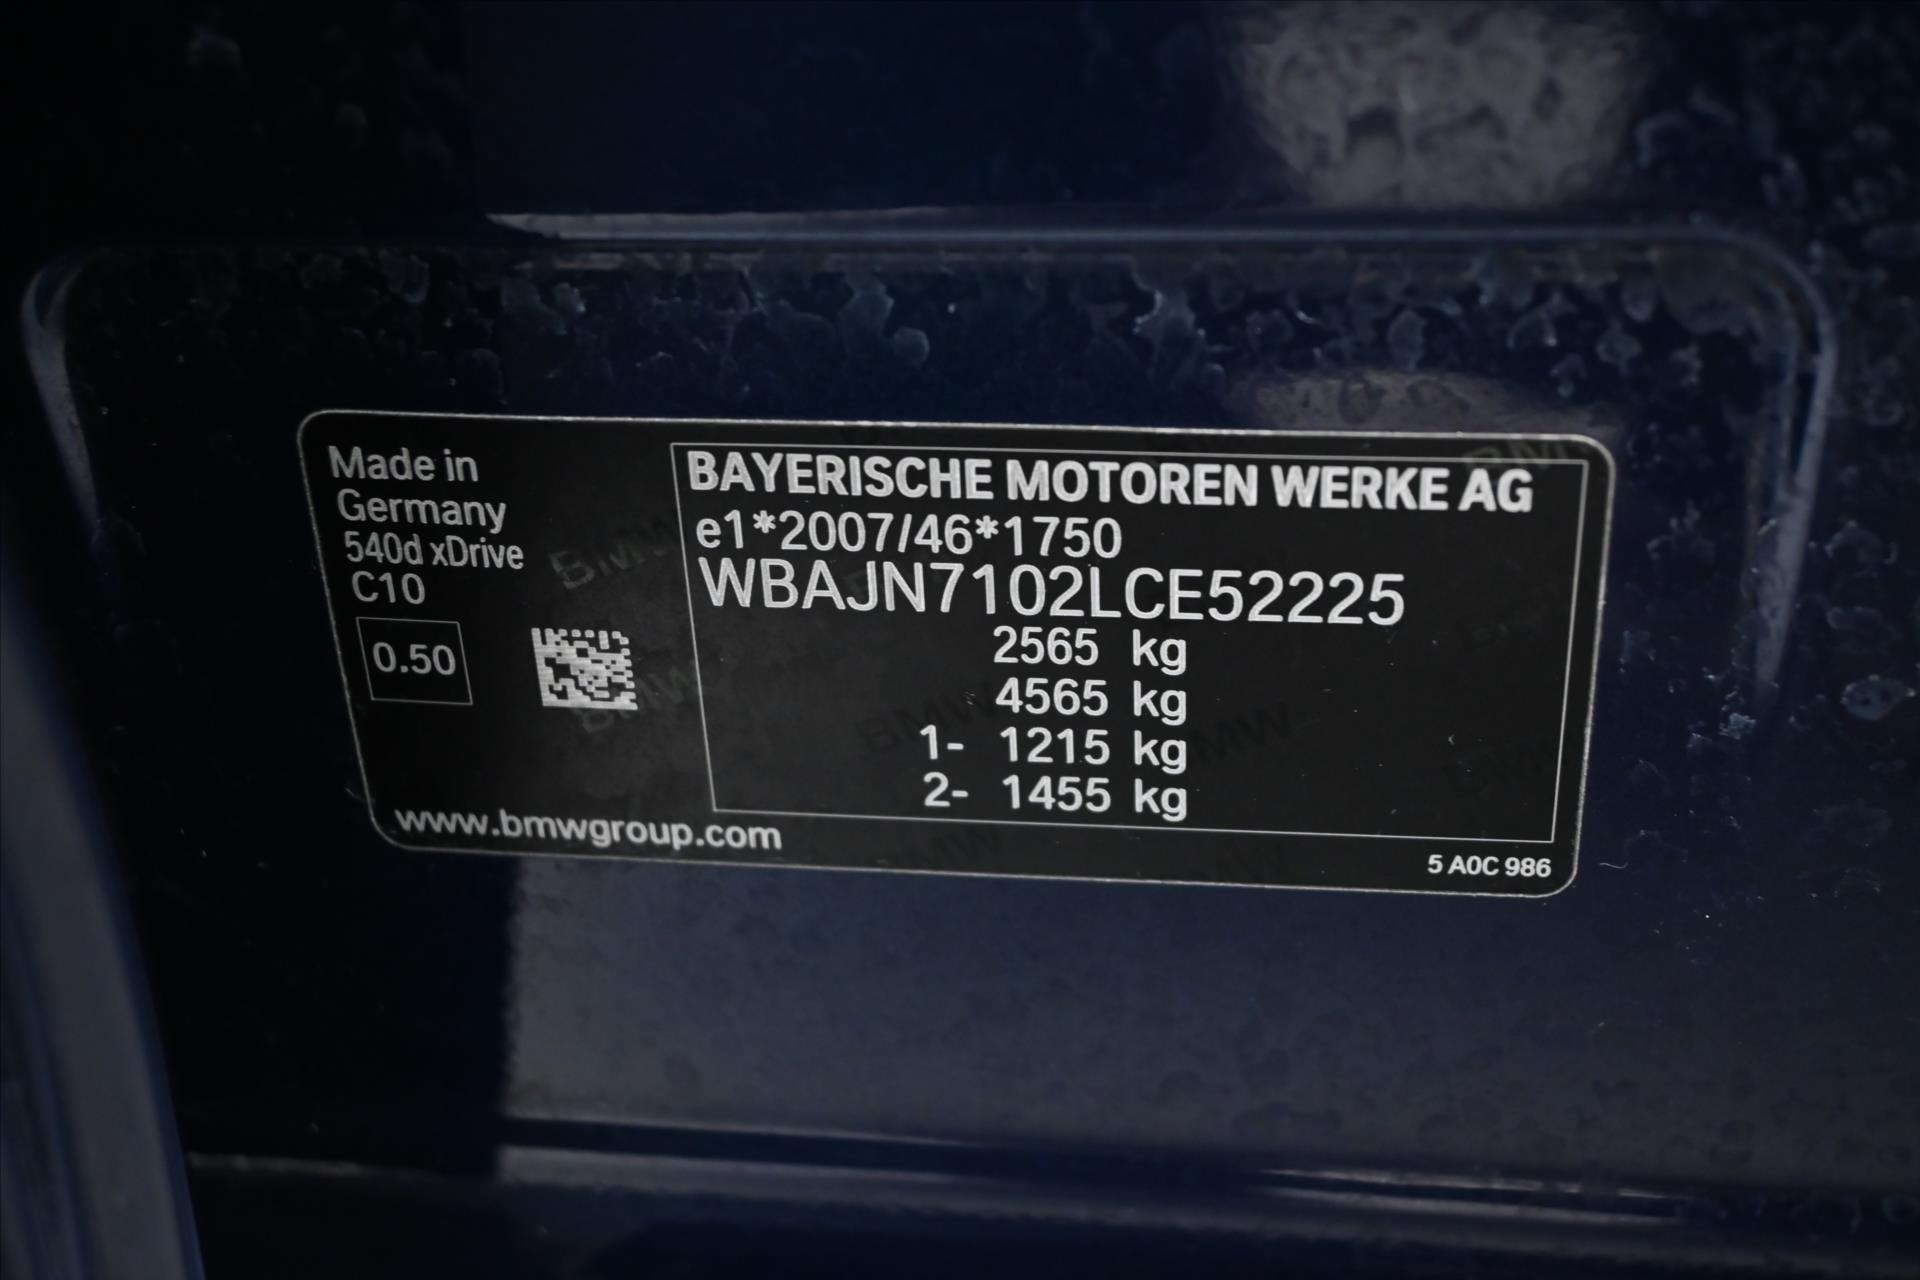 Made in
Germany
540d xDrive
C10
0.50
www.bmwgroup.com
BAYERISCHE MOTOREN WERKE AG
e1*2007/46*1750
WBAJN7102LCE52225
2565 kg
4565 kg
1- 1215 kg
2- 1455 kg
5 A0C 986